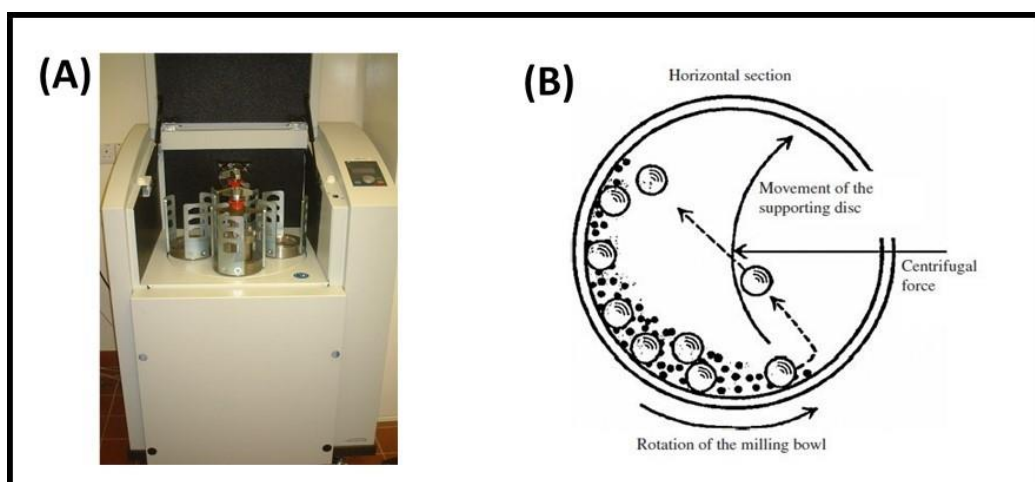 (A)
(B)
Horizontal section
Movement of the
supporting disc
Centrifugal
force
Rotation of the milling bowl